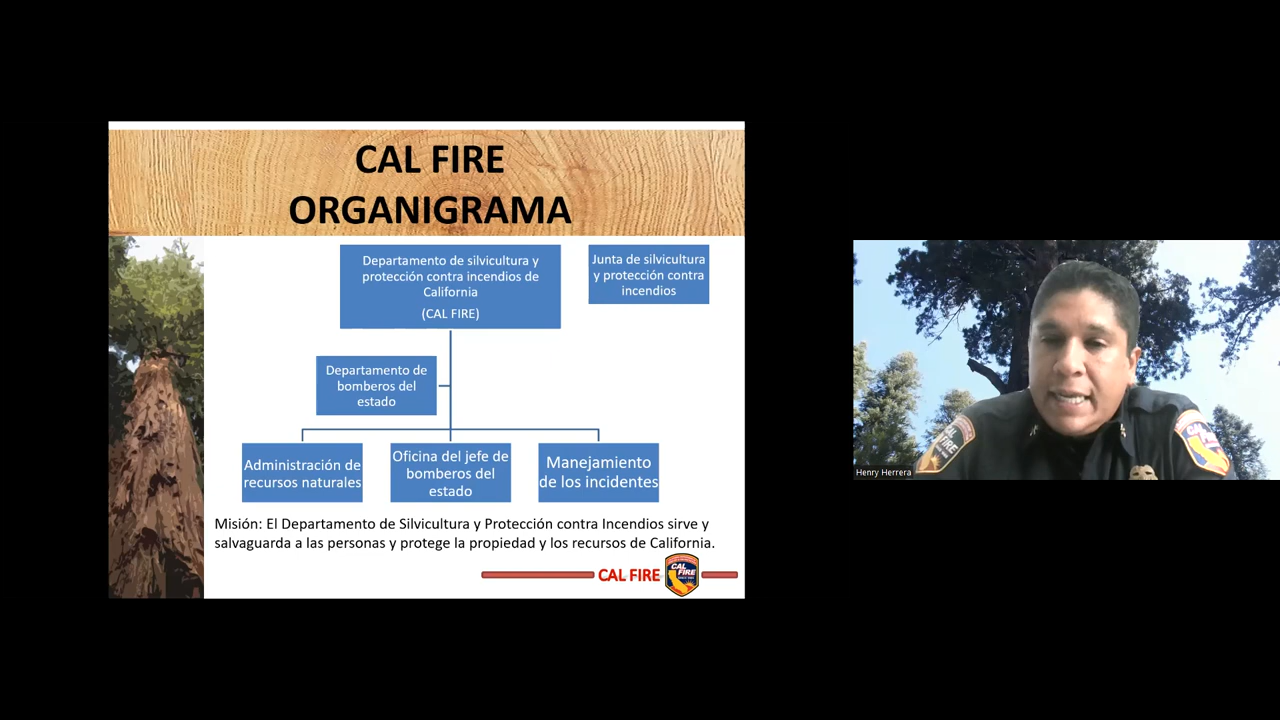 CAL FIRE
ORGANIGRAMA
Departamento de silvicultura y
protección contra incendios de
California
(CAL FIRE)
Junta de silvicultura
y protección contra
incendios
Departamento de
bomberos del
estado
Administración de
recursos naturales
Oficina del jefe de
bomberos del
estado
Manejamiento
de los incidentes
Misión: El Departamento de Silvicultura y Protección contra Incendios sirve y
salvaguarda a las personas y protege la propiedad y los recursos de California.
CAL FIRE
CAL
FIRE
Henry Herrera